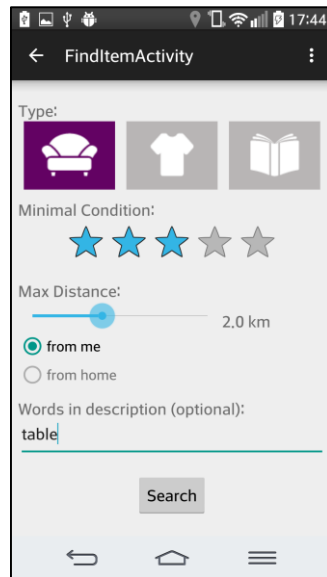 17:44
FindItemActivity
Type:
Minimal Condition:
Max Distance:
2.0 km
from me
from home
Words in description (optional):
table
Search